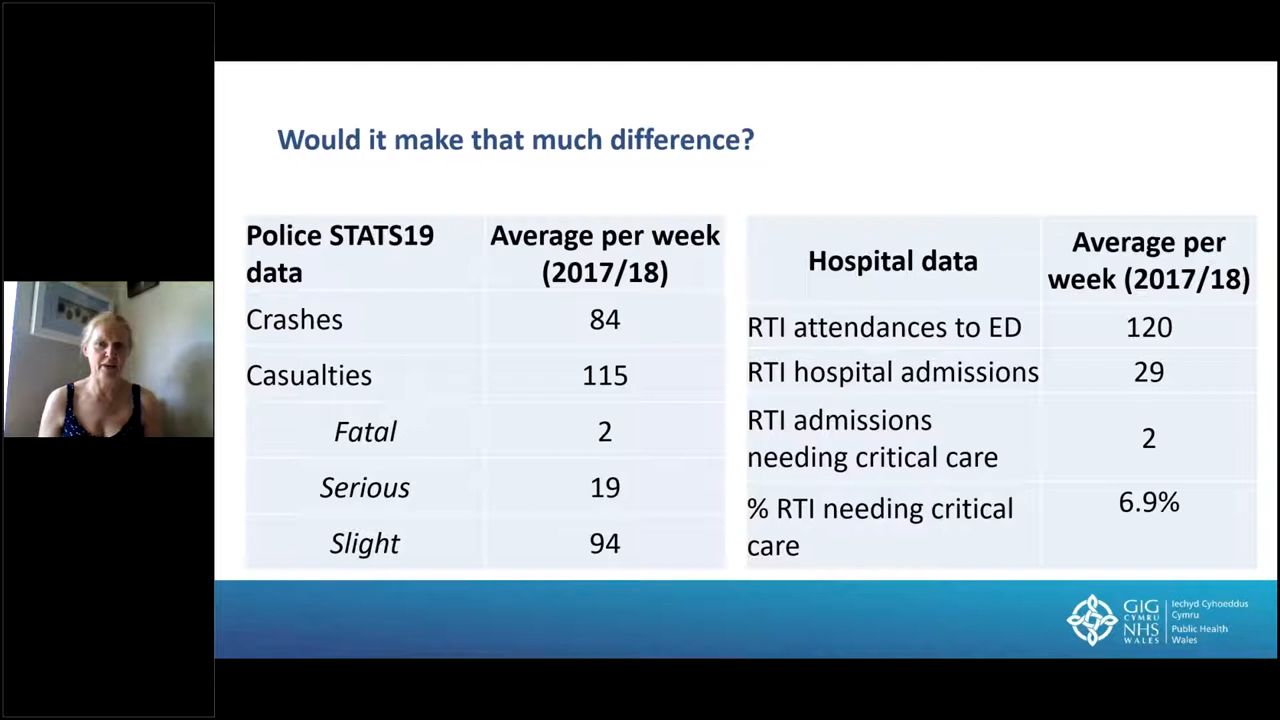 Would it make that much difference?
Police STATS19 data
Average per week (2017/18)
Crashes
84
Casualties
115
Fatal
2
Serious
19
Slight
94
Hospital data
Average per week (2017/18)
RTI attendances to ED
120
RTI hospital admissions
29
RTI admissions needing critical care
2
% RTI needing critical care
6.9%
GIG
CYMRU
NHS
WALES
Iechyd Cyhoeddus
Cymru
Public Health
Wales